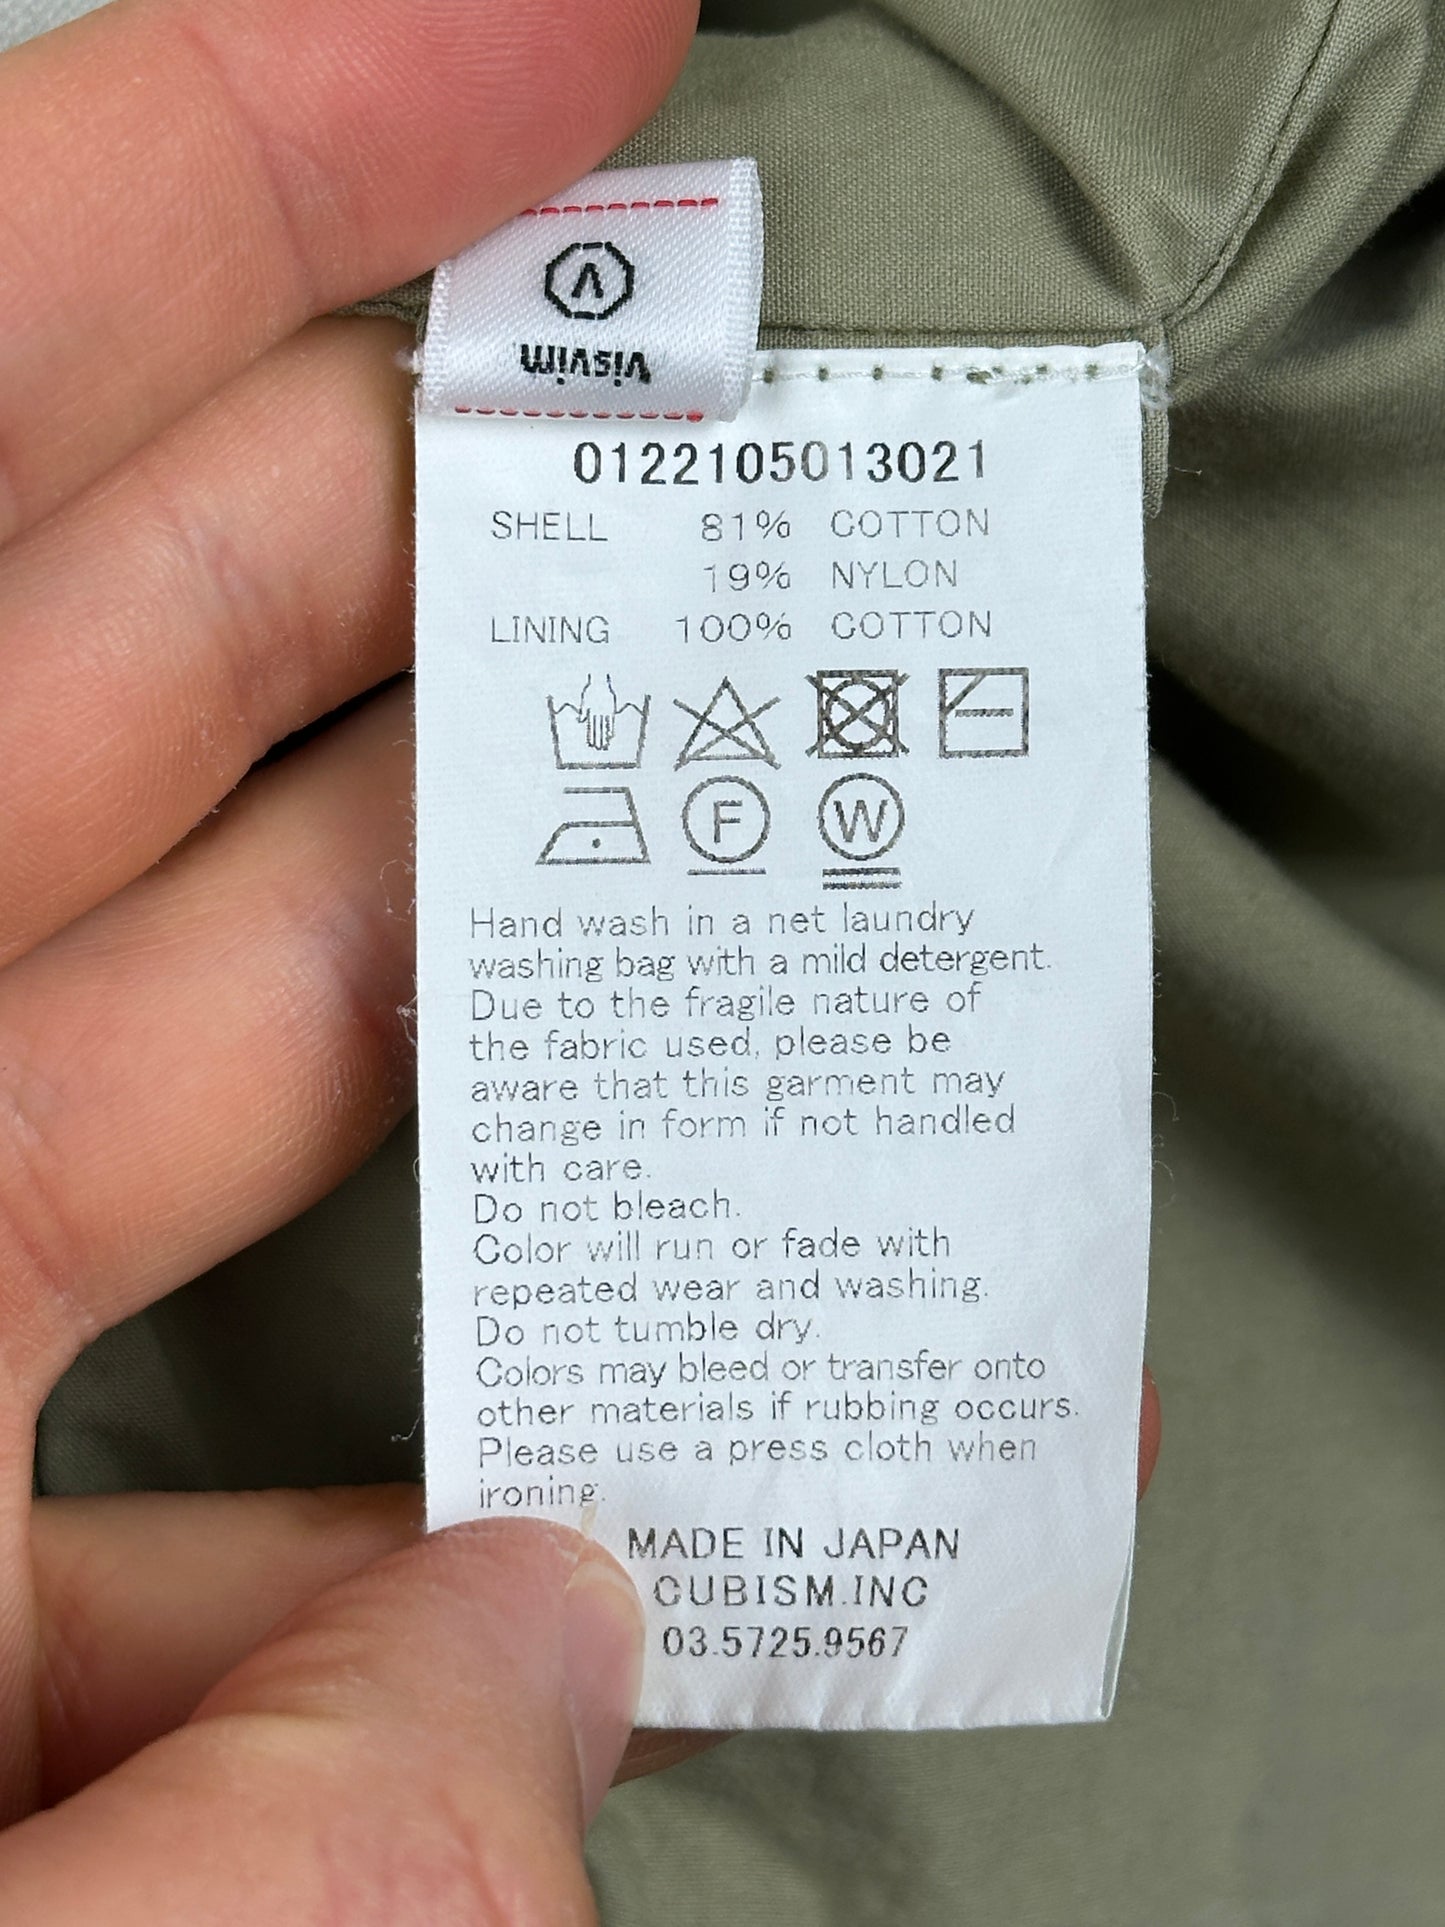 visvim
0122105013021
SHELL 81% COTTON
19% NYLON
LINING 100% COTTON
F W
Hand wash in a net laundry
washing bag with a mild detergent.
Due to the fragile nature of
the fabric used, please be
aware that this garment may
change in form if not handled
with care.
Do not bleach.
Color will run or fade with
repeated wear and washing.
Do not tumble dry.
Colors may bleed or transfer onto
other materials if rubbing occurs.
Please use a press cloth when
ironing.
MADE IN JAPAN
CUBISM.INC
03.5725.9567